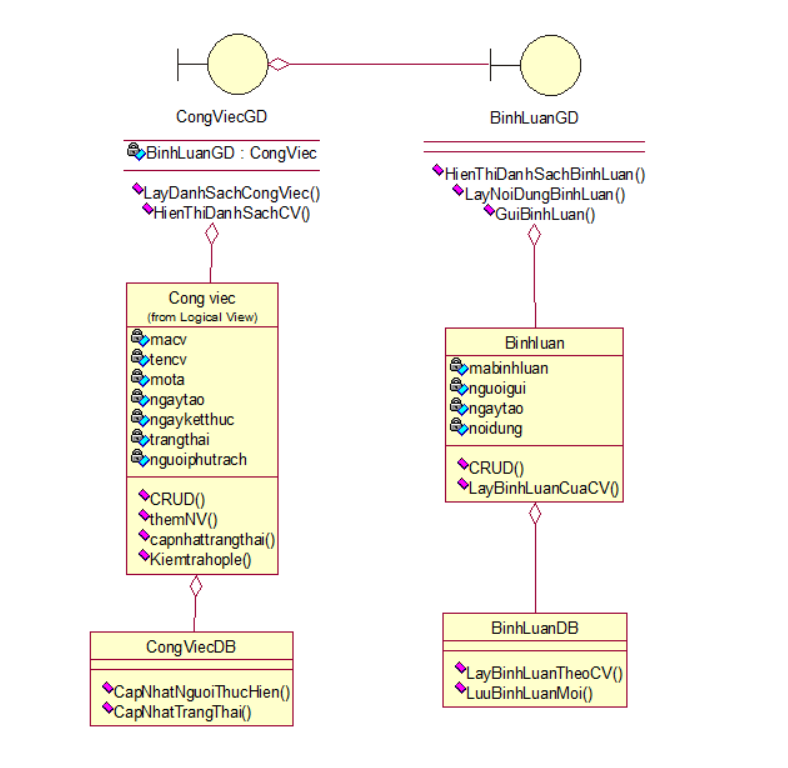 CongViecGD
BinhLuanGD : CongViec
LayDanhSachCongViec()
HienThiDanhSachCV()
BinhLuanGD
HienThiDanhSachBinhLuan()
LayNoiDungBinhLuan()
GuiBinhLuan()
Cong viec
(from Logical View)
macv
tencv
mota
ngaytao
ngayketthuc
trangthai
nguoiphutrach
CRUD()
themNV()
capnhattrangthai()
Kiemtrahople()
Binhluan
mabinhluan
nguoigui
ngaytao
noidung
CRUD()
LayBinhLuanCuaCV()
CongViecDB
CapNhatNguoiThucHien()
CapNhatTrangThai()
BinhLuanDB
LayBinhLuanTheoCV()
LuuBinhLuanMoi()